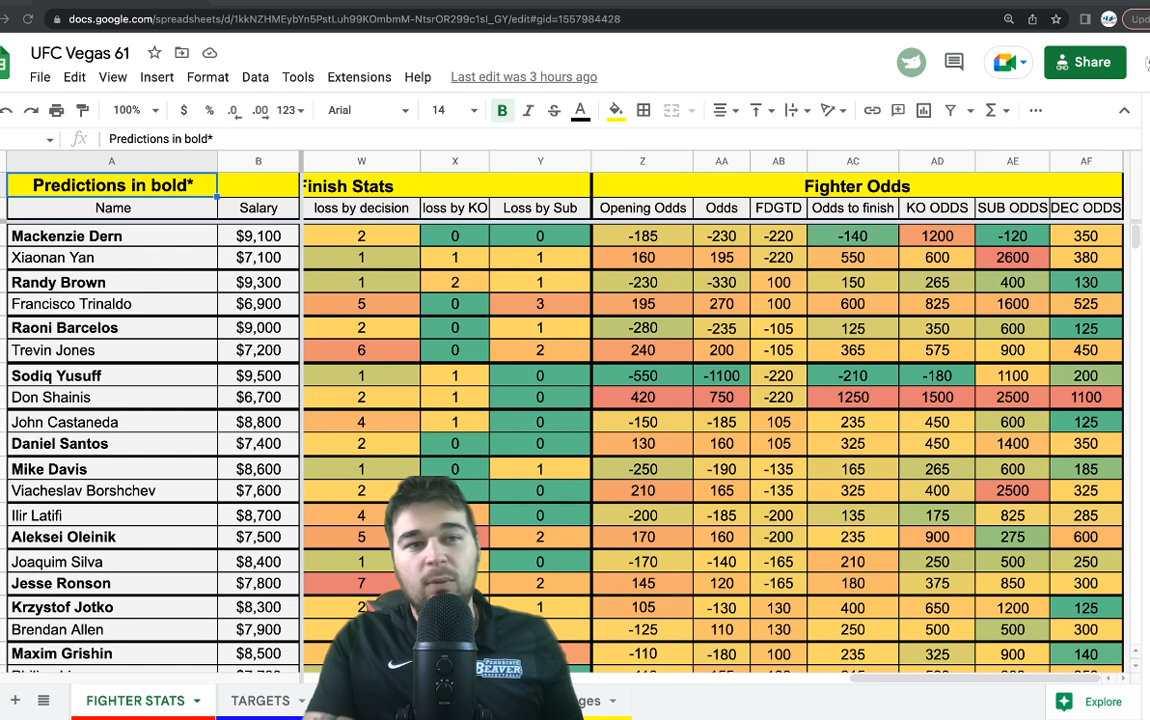 docs.google.com/spreadsheets/d/1kkNZHMEybYn5PstLuh99KOmbmM-NtsrOR299c1sI_GY/edit#gid=1557984428
UFC Vegas 61
File Edit View Insert Format Data Tools Extensions Help Last edit was 3 hours ago
Share
100% $ % .0 .00 123 Arial 14 B I S A
fx Predictions in bold*
A B W X Y Z AA AB AC AD AE AF
Predictions in bold* Finish Stats Fighter Odds
Name Salary loss by decision loss by KO Loss by Sub Opening Odds Odds FDGTD Odds to finish KO ODDS SUB ODDS DEC ODDS
Mackenzie Dern $9,100 2 0 0 -185 -230 -220 -140 1200 -120 350
Xiaonan Yan $7,100 1 1 1 160 195 -220 550 600 2600 380
Randy Brown $9,300 1 2 1 -230 -330 100 150 265 400 130
Francisco Trinaldo $6,900 5 0 3 195 270 100 600 825 1600 525
Raoni Barcelos $9,000 2 0 1 -280 -235 -105 125 350 600 125
Trevin Jones $7,200 6 0 2 240 200 -105 365 575 900 450
Sodiq Yusuff $9,500 1 1 0 -550 -1100 -220 -210 -180 1100 200
Don Shainis $6,700 2 1 0 420 750 -220 1250 1500 2500 1100
John Castaneda $8,800 4 1 0 -150 -185 105 235 450 600 125
Daniel Santos $7,400 2 0 0 130 160 105 325 450 1400 350
Mike Davis $8,600 1 0 1 -250 -190 -135 165 265 600 185
Viacheslav Borshchev $7,600 2 0 210 165 -135 325 400 2500 325
Ilir Latifi $8,700 4 0 -200 -185 -200 135 175 825 285
Aleksei Oleinik $7,500 5 2 170 160 -200 235 900 275 600
Joaquim Silva $8,400 1 0 -170 -140 -165 210 250 500 250
Jesse Ronson $7,800 7 2 145 120 -165 180 375 850 300
Krzystof Jotko $8,300 2 1 105 -130 130 400 650 1200 125
Brendan Allen $7,900 0 -125 110 130 250 500 500 300
Maxim Grishin $8,500 0 -110 -180 100 235 325 900 140
PENN STATE
BEAVER
BASKETBALL
FIGHTER STATS TARGETS Explore